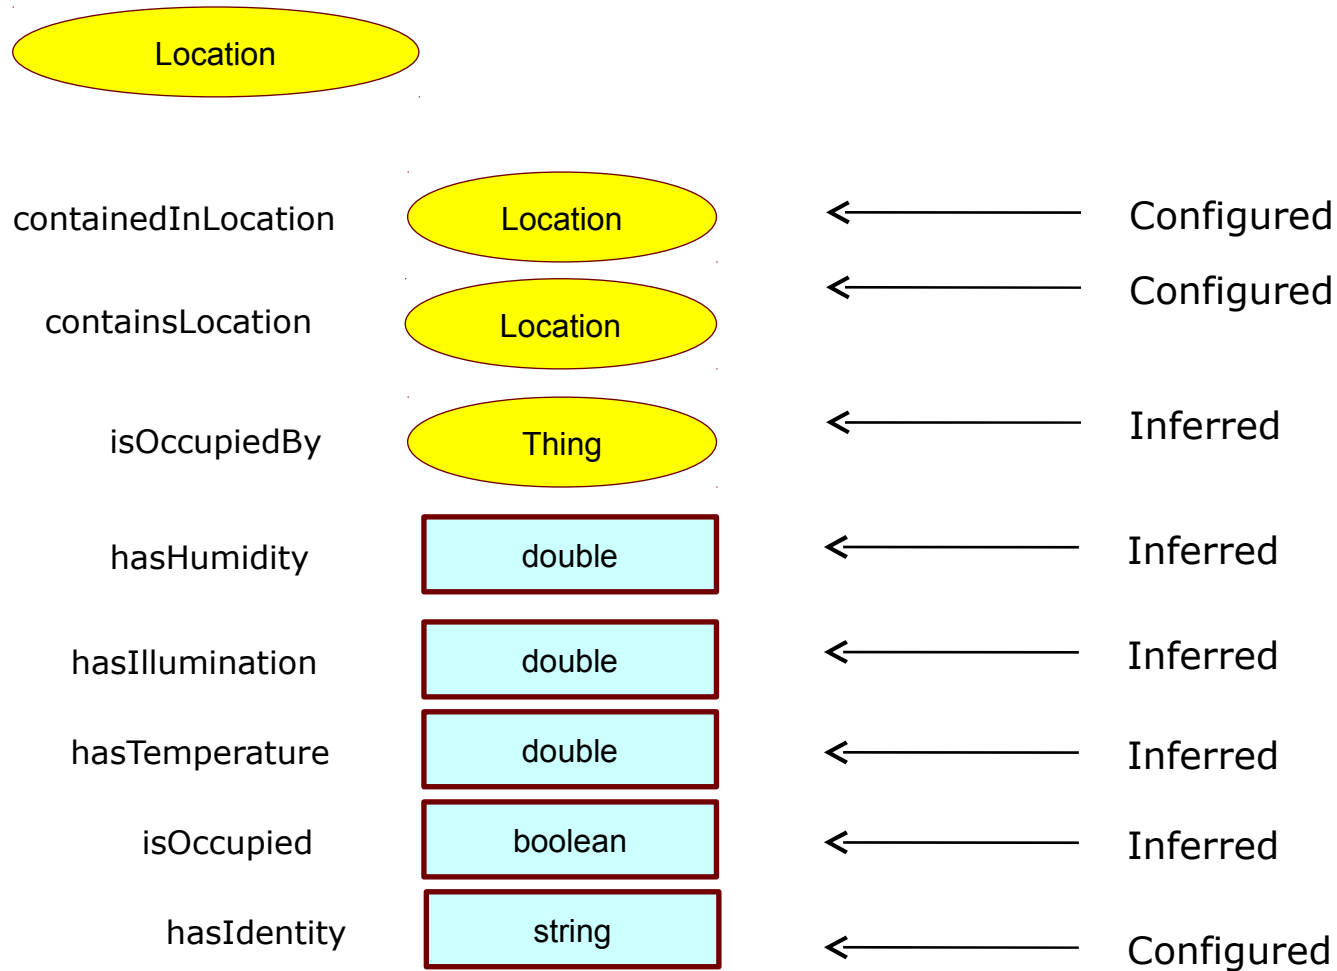 Location
containedInLocation Location Configured
containsLocation Location Configured
isOccupiedBy Thing Inferred
hasHumidity double Inferred
hasIllumination double Inferred
hasTemperature double Inferred
isOccupied boolean Inferred
hasIdentity string Configured